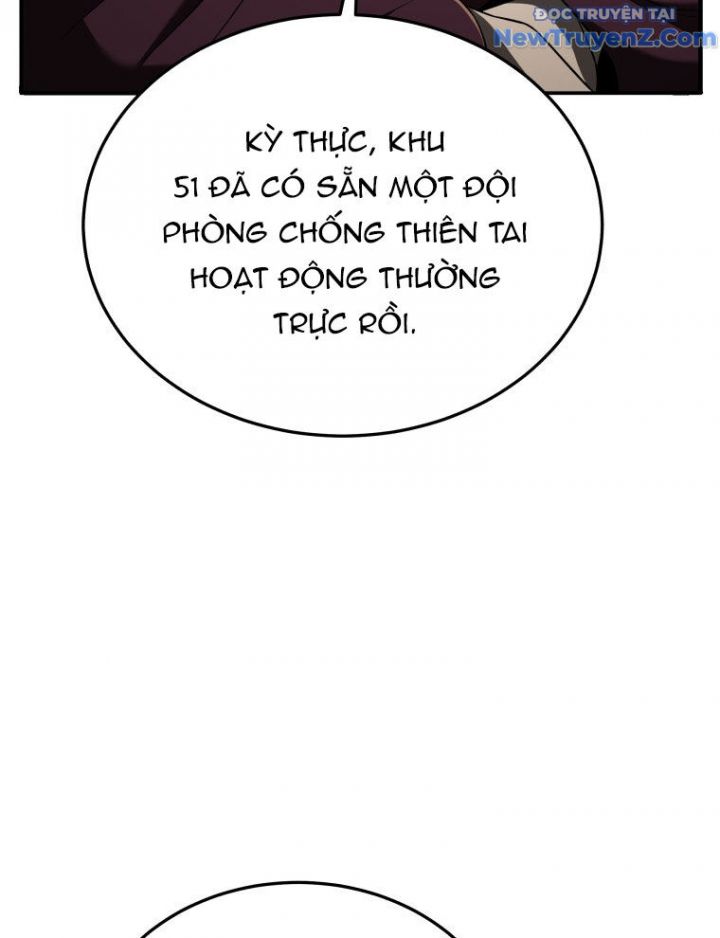 ĐỌC TRUYỆN TẠI
NEWTRUYENZ.COM
KỲ THỰC, KHU
51 ĐÃ CÓ SẴN MỘT ĐỘI
PHÒNG CHỐNG THIÊN TAI
HOẠT ĐỘNG THƯỜNG
TRỰC RỒI.